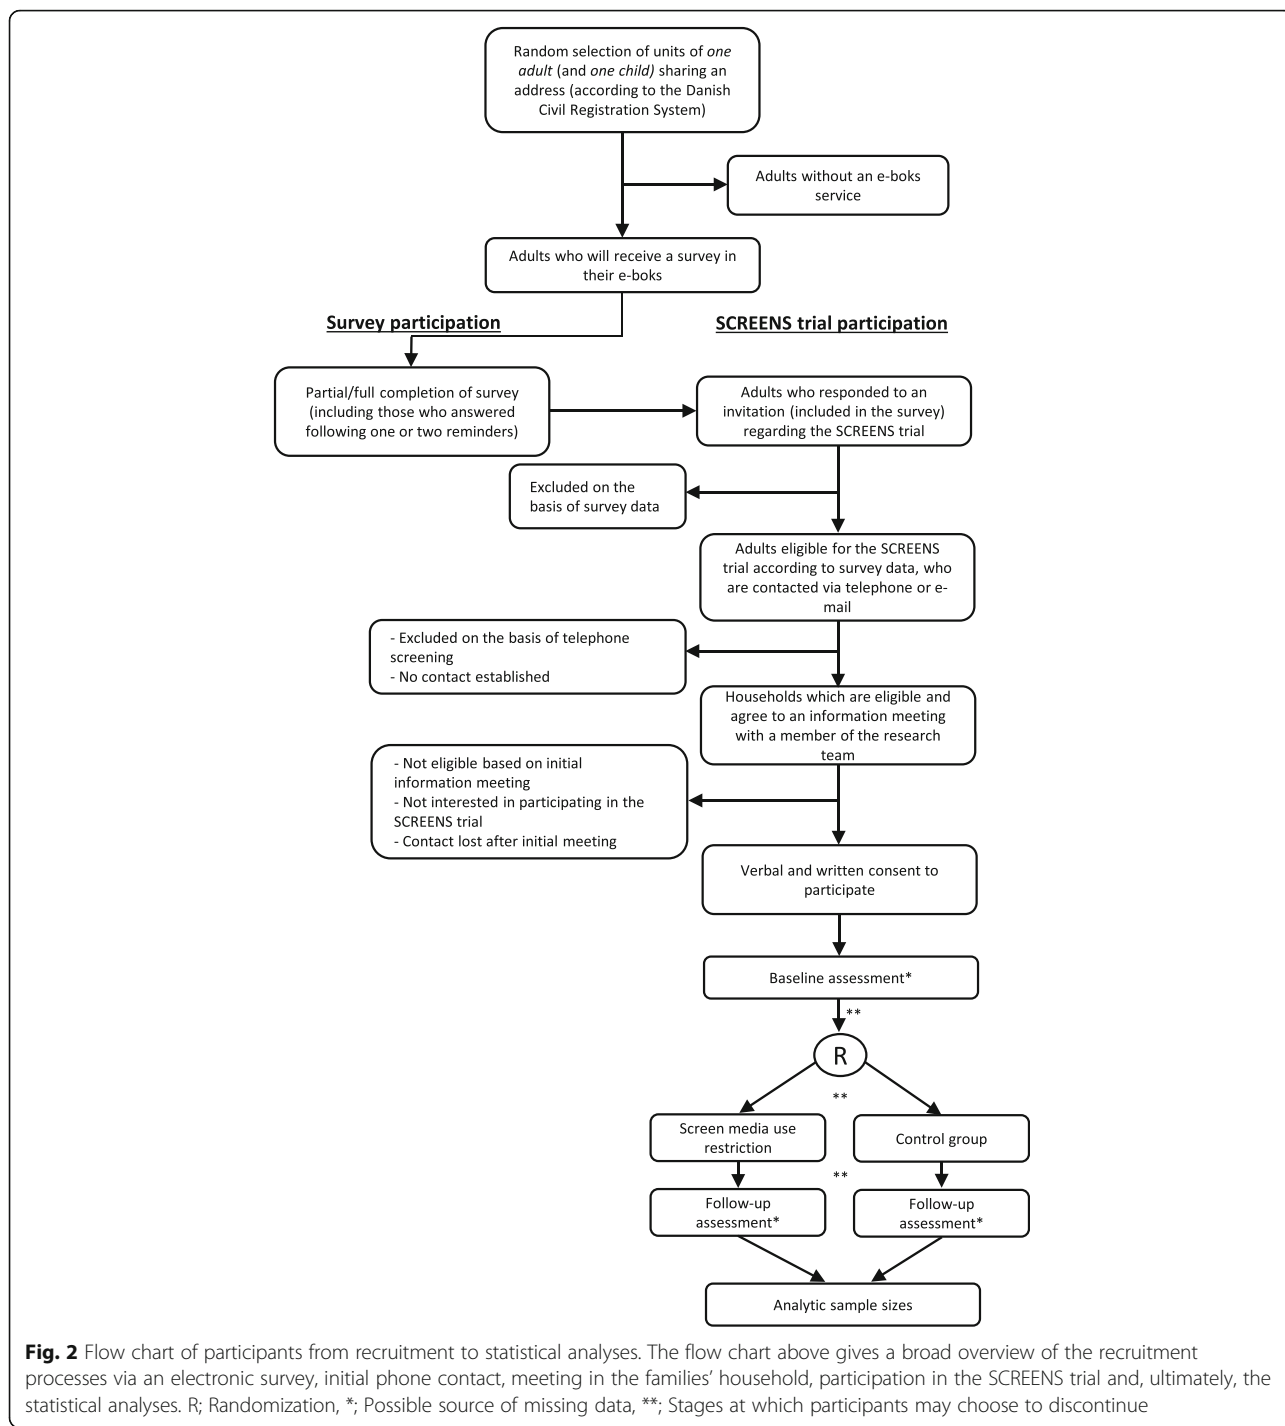 Random selection of units of one
adult (and one child) sharing an
address (according to the Danish
Civil Registration System)
Adults without an e-boks
service
Adults who will receive a survey in
their e-boks
Survey participation
SCREENS trial participation
Partial/full completion of survey
(including those who answered
following one or two reminders)
Adults who responded to an
invitation (included in the survey)
regarding the SCREENS trial
Excluded on the
basis of survey data
Adults eligible for the SCREENS
trial according to survey data, who
are contacted via telephone or e-
mail
- Excluded on the basis of telephone
screening
- No contact established
Households which are eligible and
agree to an information meeting
with a member of the research
team
- Not eligible based on initial
information meeting
- Not interested in participating in the
SCREENS trial
- Contact lost after initial meeting
Verbal and written consent to
participate
Baseline assessment*
**
R
**
Screen media use
restriction
Control group
**
Follow-up
assessment*
Follow-up
assessment*
Analytic sample sizes
Fig. 2 Flow chart of participants from recruitment to statistical analyses. The flow chart above gives a broad overview of the recruitment
processes via an electronic survey, initial phone contact, meeting in the families' household, participation in the SCREENS trial and, ultimately, the
statistical analyses. R; Randomization, *; Possible source of missing data, **; Stages at which participants may choose to discontinue